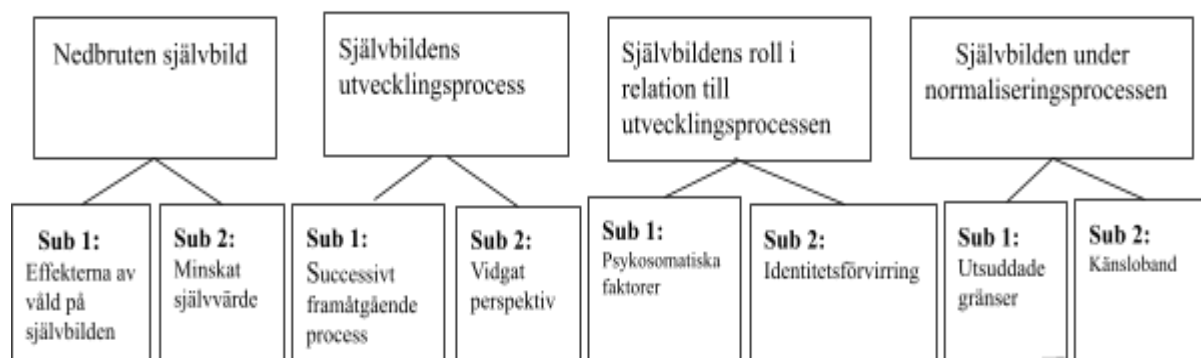 Nedbruten självbild
Självbildens
utvecklingsprocess
Självbildens roll i
relation till
utvecklingsprocessen
Självbilden under
normaliseringsprocessen
Sub 1:
Effekterna av
våld på
självbilden
Sub 2:
Minskat
självvärde
Sub 1:
Successivt
framåtgående
process
Sub 2:
Vidgat
perspektiv
Sub 1:
Psykosomatiska
faktorer
Sub 2:
Identitetsförvirring
Sub 1:
Utsuddade
gränser
Sub 2:
Känsloband